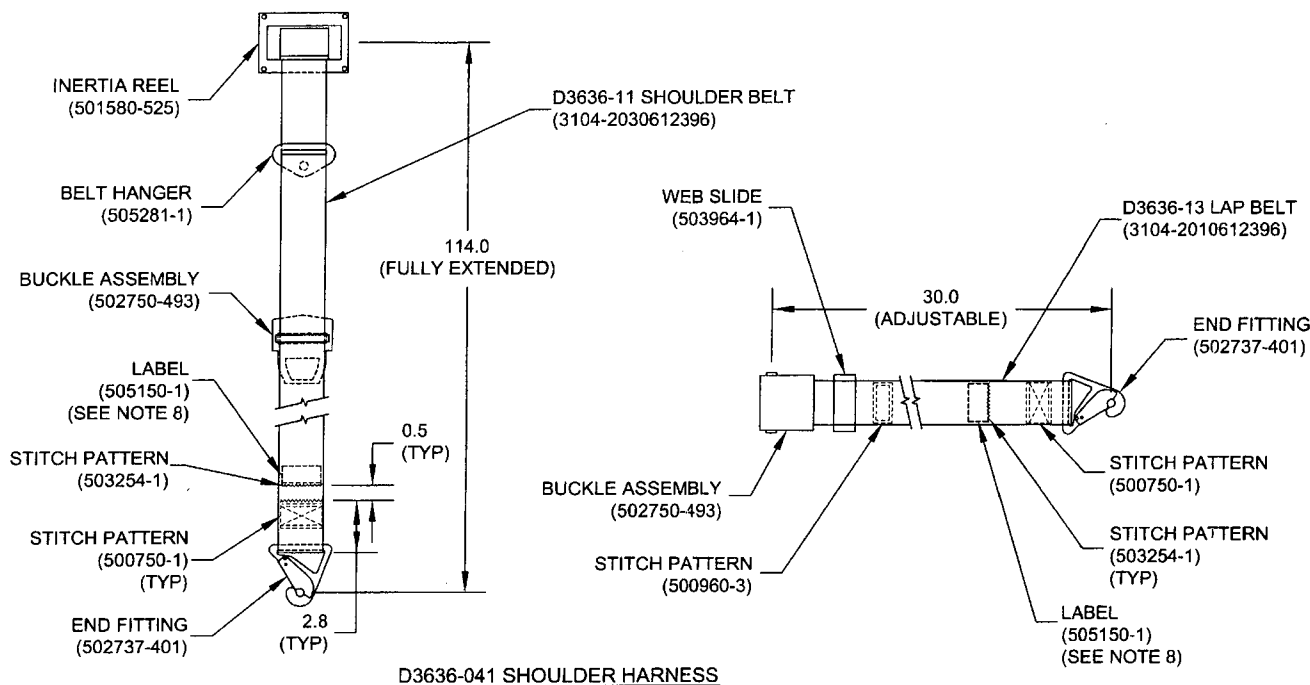 INERTIA REEL
(501580-525)
BELT HANGER
(505281-1)
BUCKLE ASSEMBLY
(502750-493)
LABEL
(505150-1)
(SEE NOTE 8)
STITCH PATTERN
(503254-1)
STITCH PATTERN
(500750-1)
(TYP)
END FITTING
(502737-401)
D3636-11 SHOULDER BELT
(3104-2030612396)
114.0
(FULLY EXTENDED)
0.5
(TYP)
2.8
(TYP)
WEB SLIDE
(503964-1)
D3636-13 LAP BELT
(3104-2010612396)
30.0
(ADJUSTABLE)
END FITTING
(502737-401)
BUCKLE ASSEMBLY
(502750-493)
STITCH PATTERN
(500960-3)
STITCH PATTERN
(500750-1)
STITCH PATTERN
(503254-1)
(TYP)
LABEL
(505150-1)
(SEE NOTE 8)
D3636-041 SHOULDER HARNESS